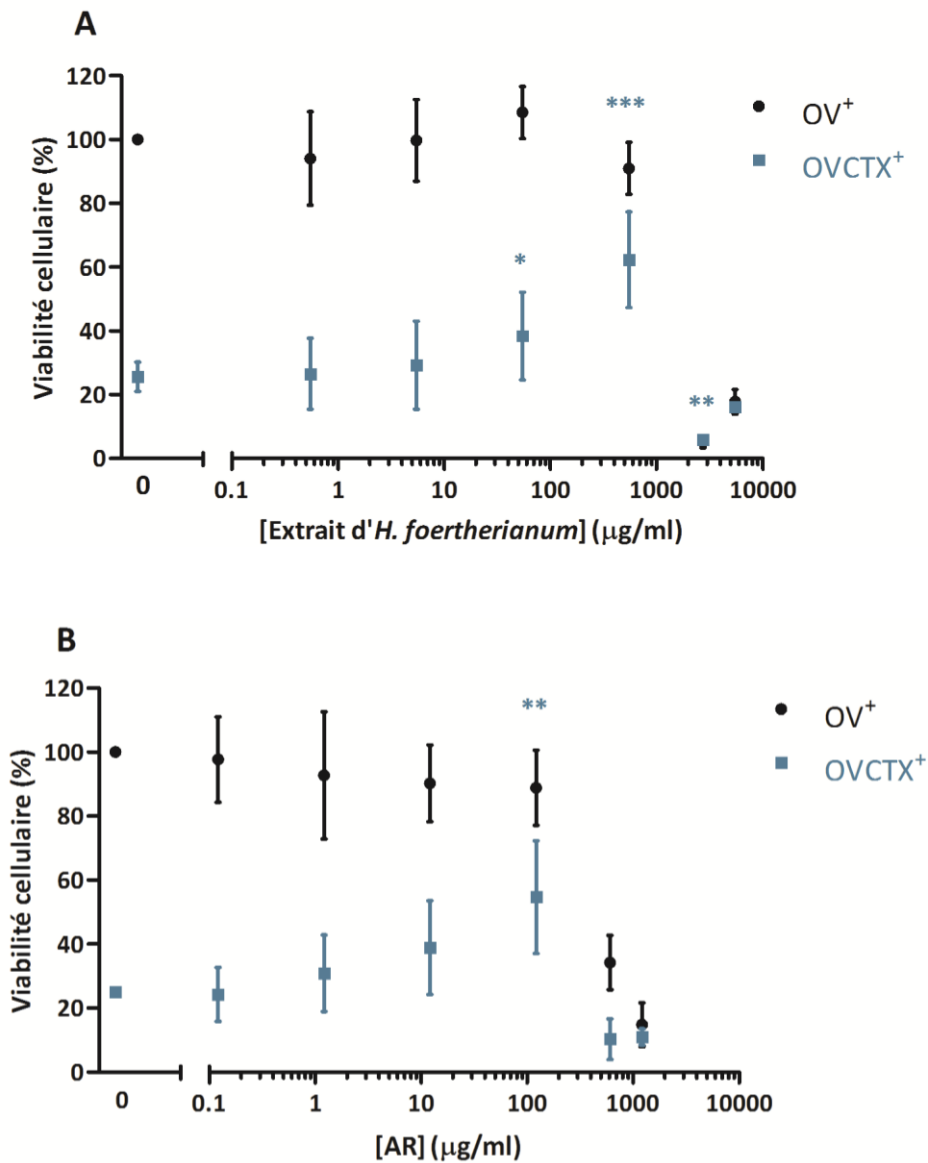 A
120
100
80
60
40
20
0
Viabilité cellulaire (%)
***
*
**
OV+
OVCTX+
0
0.1 1 10 100 1000 10000
[Extrait d'H. foertherianum] (µg/ml)
B
120
100
80
60
40
20
0
Viabilité cellulaire (%)
**
OV+
OVCTX+
0
0.1 1 10 100 1000 10000
[AR] (µg/ml)